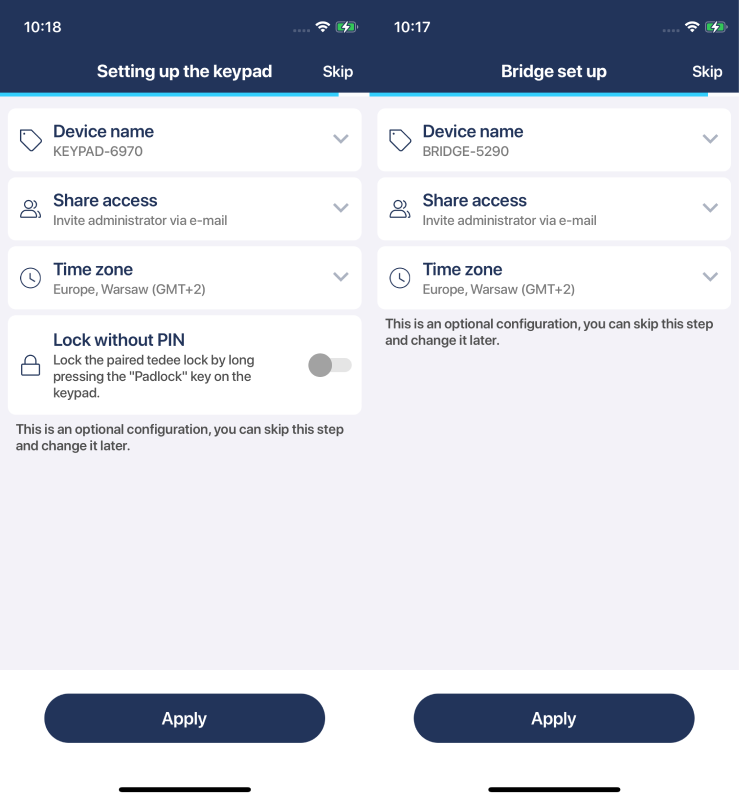 10:18
Setting up the keypad
Skip
Device name
KEYPAD-6970
Share access
Invite administrator via e-mail
Time zone
Europe, Warsaw (GMT+2)
Lock without PIN
Lock the paired tedee lock by long
pressing the "Padlock" key on the
keypad.
This is an optional configuration, you can skip this step
and change it later.
Apply
10:17
Bridge set up
Skip
Device name
BRIDGE-5290
Share access
Invite administrator via e-mail
Time zone
Europe, Warsaw (GMT+2)
This is an optional configuration, you can skip this step
and change it later.
Apply